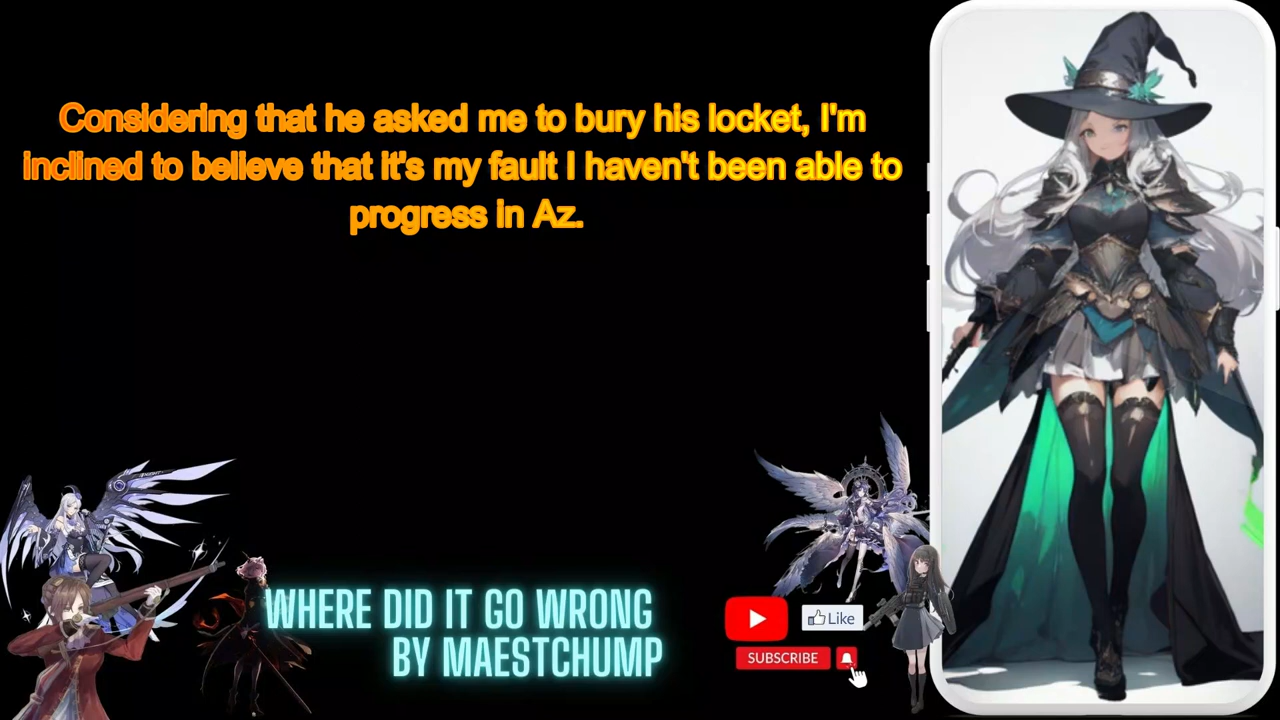 Considering that he asked me to bury his locket, I'm
inclined to believe that it's my fault I haven't been able to
progress in Az.
WHERE DID IT GO WRONG
BY MAESTCHUMP
Like
SUBSCRIBE